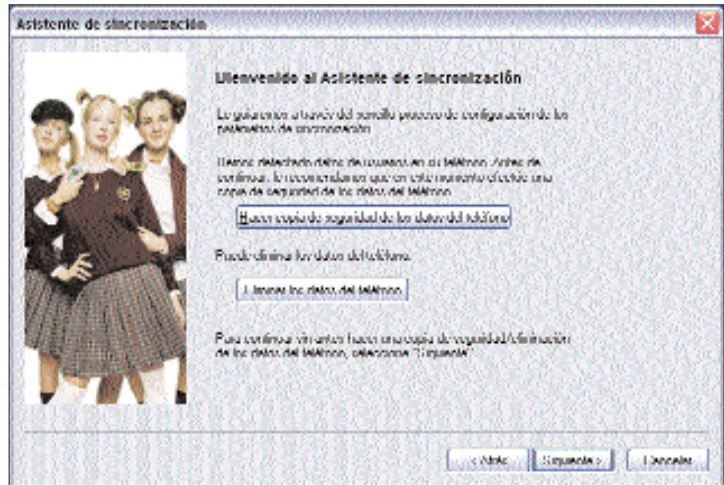 Asistente de sincronización
Bienvenido al Asistente de sincronización
Le guiaremos a través del sencillo proceso de configuración de los
parámetros de sincronización
Hemos detectado datos de usuarios en su teléfono. Antes de
continuar, le recomendamos que en este momento efectúe una
copia de seguridad de los datos del teléfono.
Hacer copia de seguridad de los datos del teléfono
Puede eliminar los datos del teléfono.
Eliminar los datos del teléfono
Para continuar sin antes hacer una copia de seguridad/eliminación
de los datos del teléfono, seleccione "Siguiente"
< Atrás
Siguiente >
Cancelar